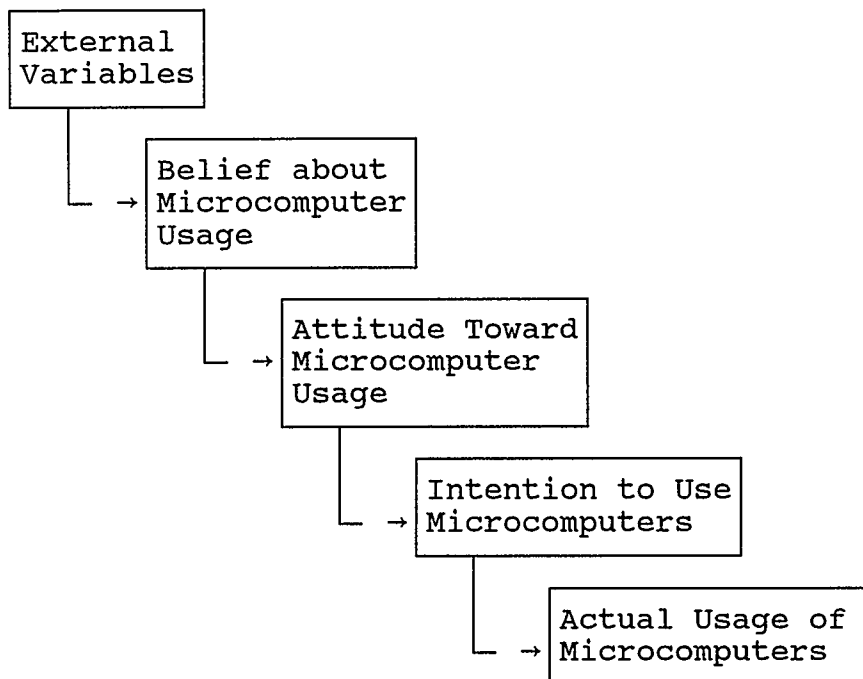 External
Variables
Belief about
Microcomputer
Usage
Attitude Toward
Microcomputer
Usage
Intention to Use
Microcomputers
Actual Usage of
Microcomputers